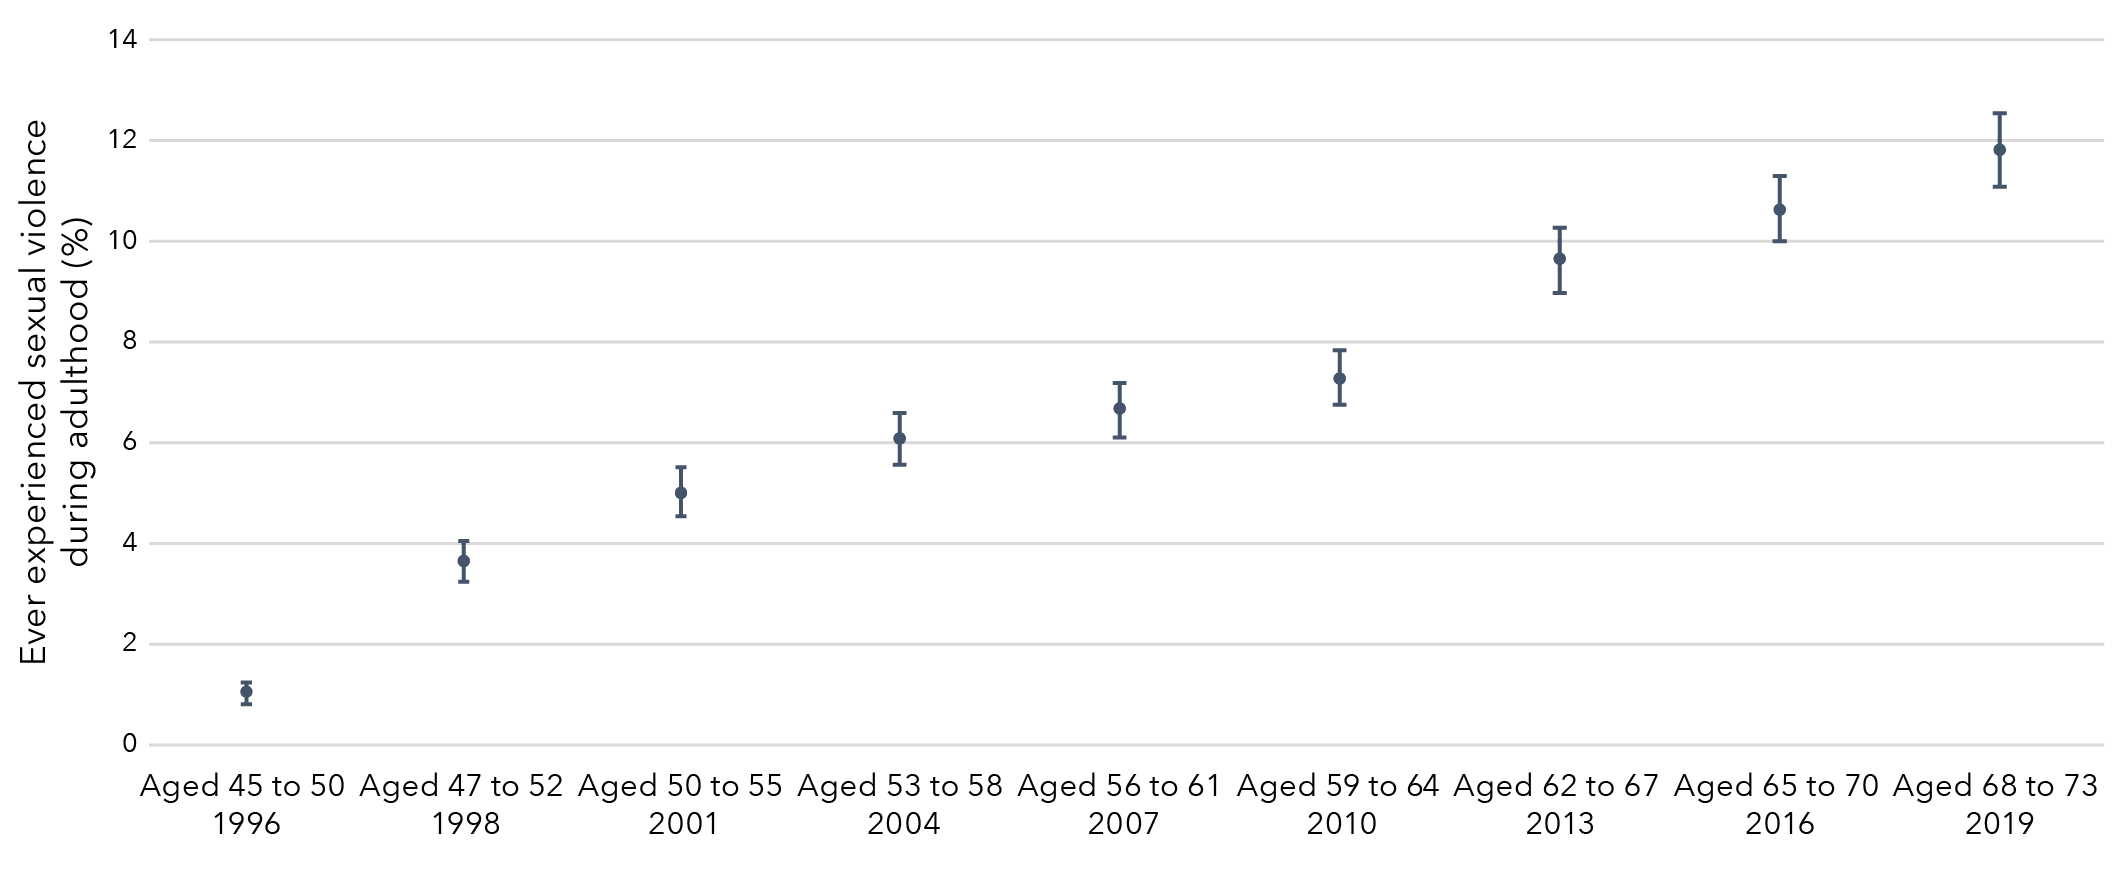 Ever experienced sexual violence
during adulthood (%)
14
12
10
8
6
4
2
0
Aged 45 to 50 Aged 47 to 52 Aged 50 to 55 Aged 53 to 58 Aged 56 to 61 Aged 59 to 64 Aged 62 to 67 Aged 65 to 70 Aged 68 to 73
1996 1998 2001 2004 2007 2010 2013 2016 2019